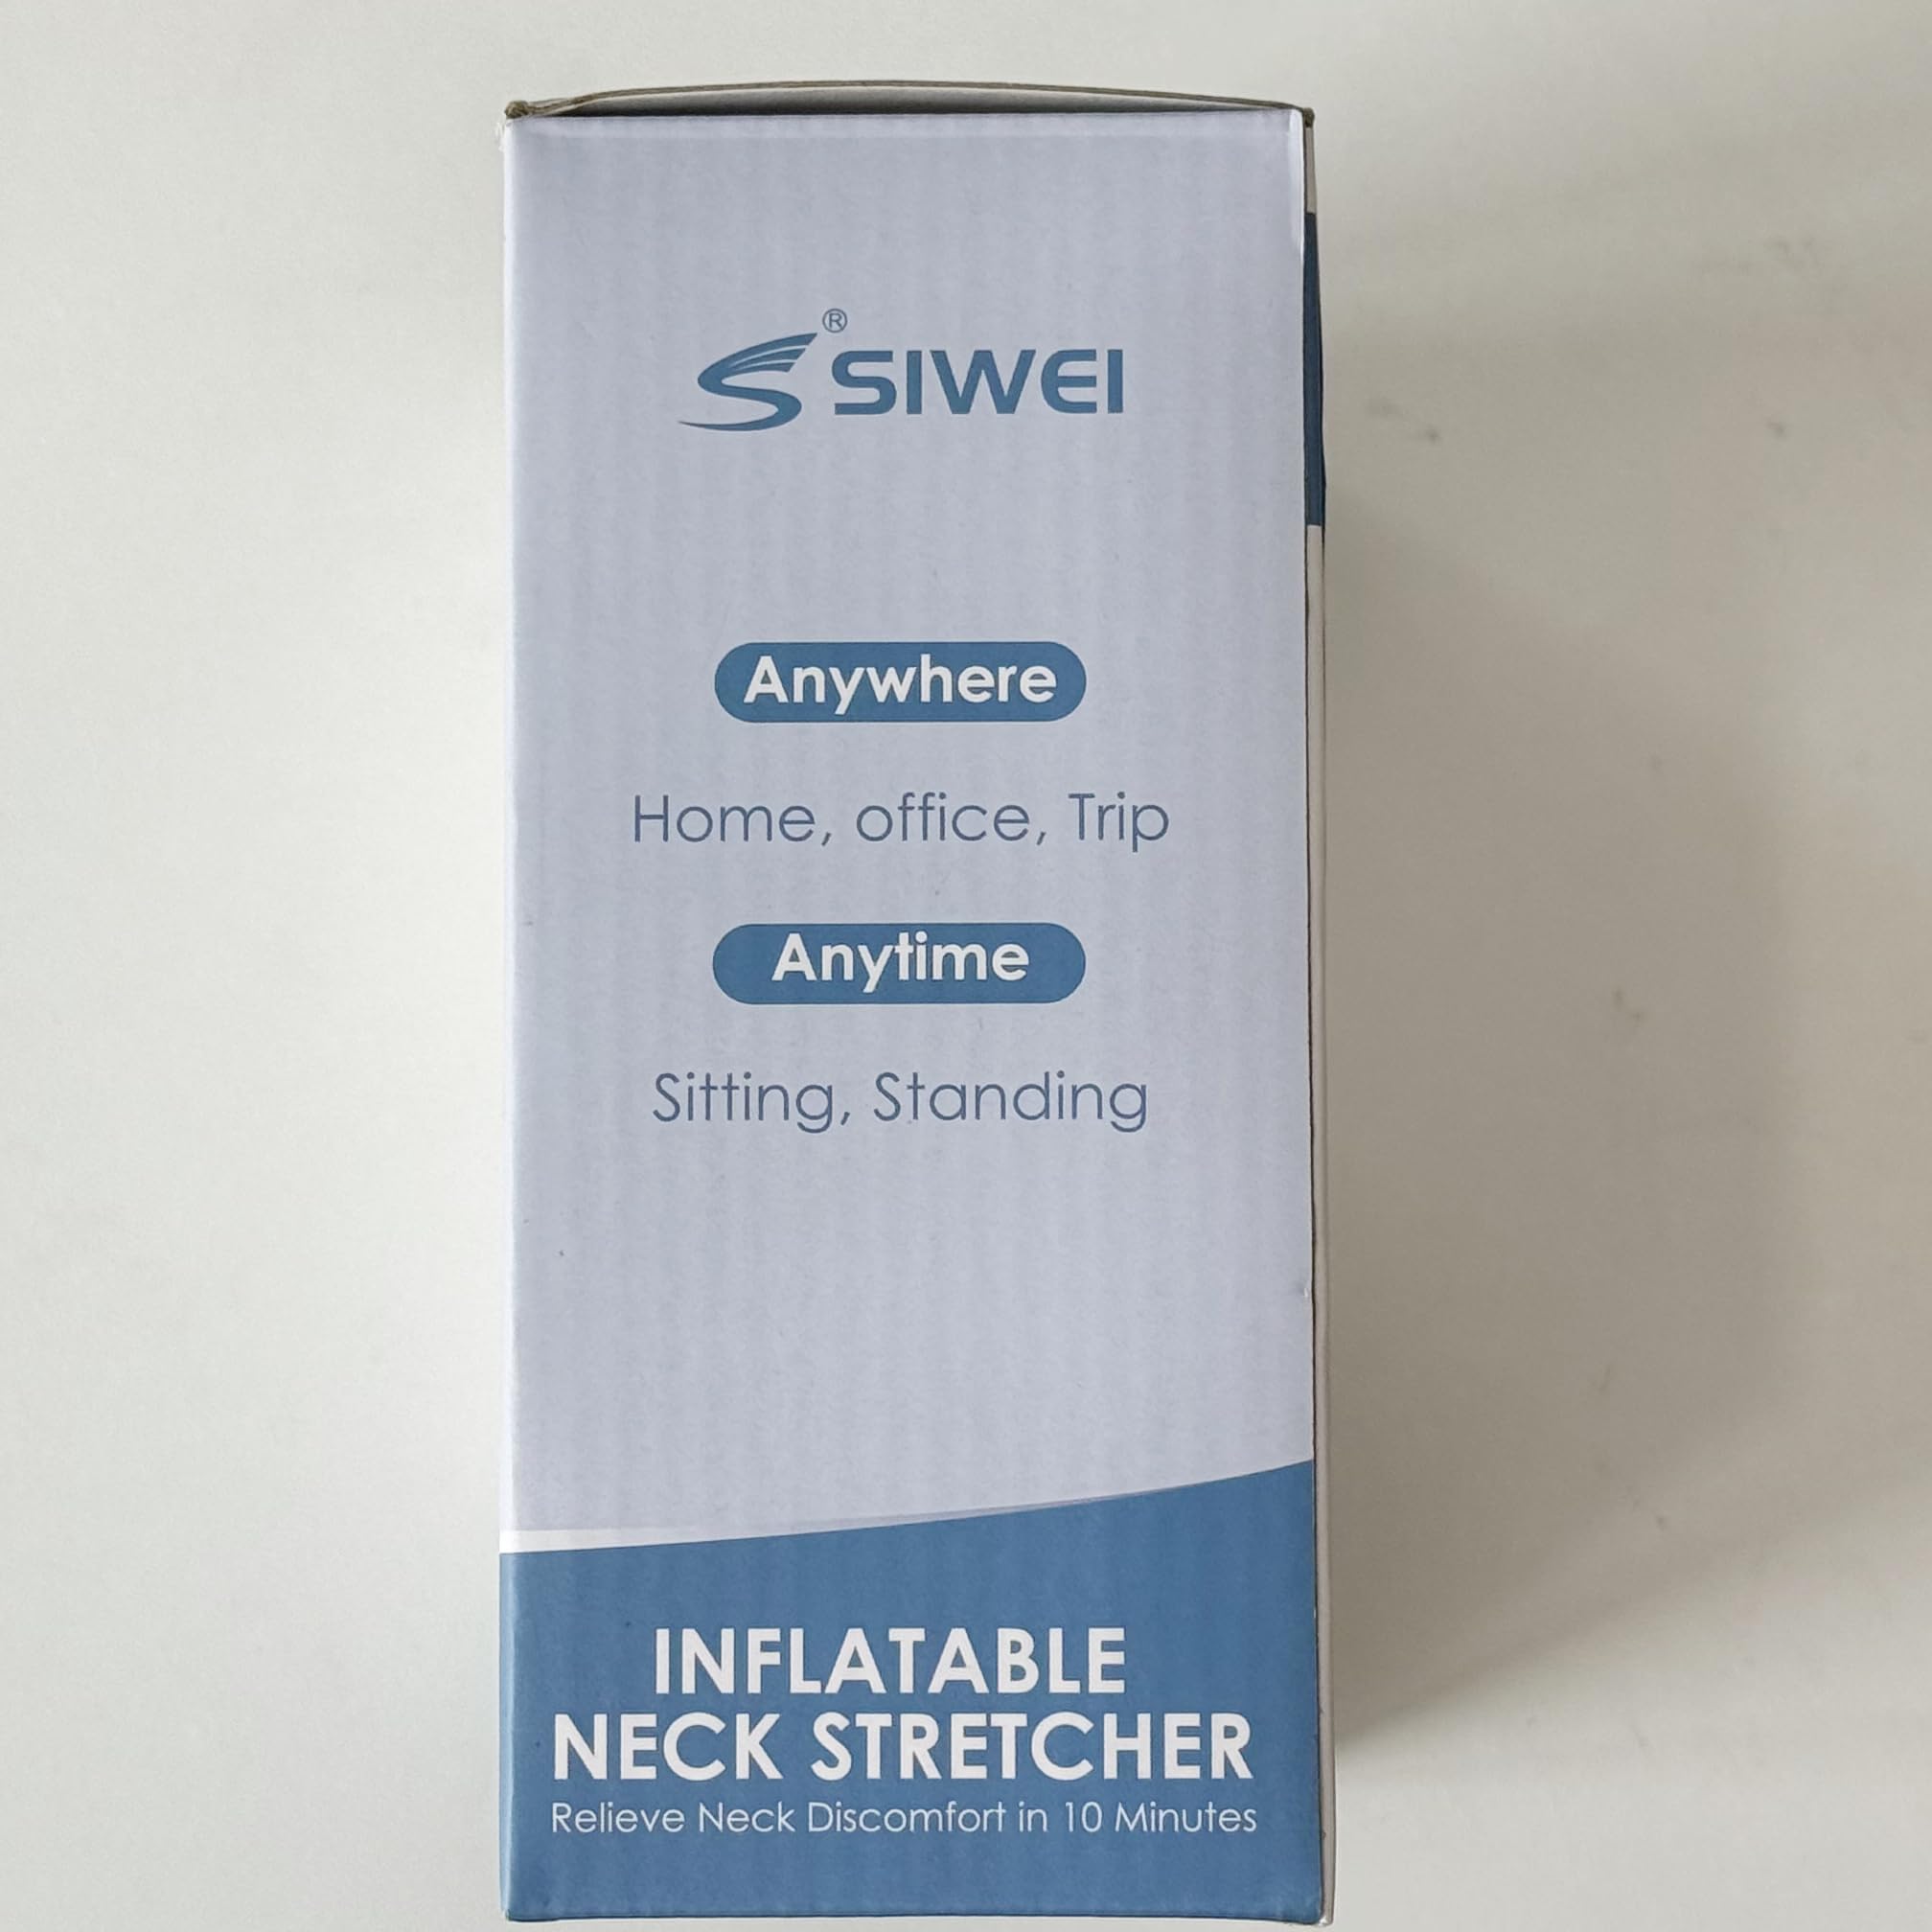 ®
SIWEI
Anywhere
Home, office, Trip
Anytime
Sitting, Standing
INFLATABLE
NECK STRETCHER
Relieve Neck Discomfort in 10 Minutes